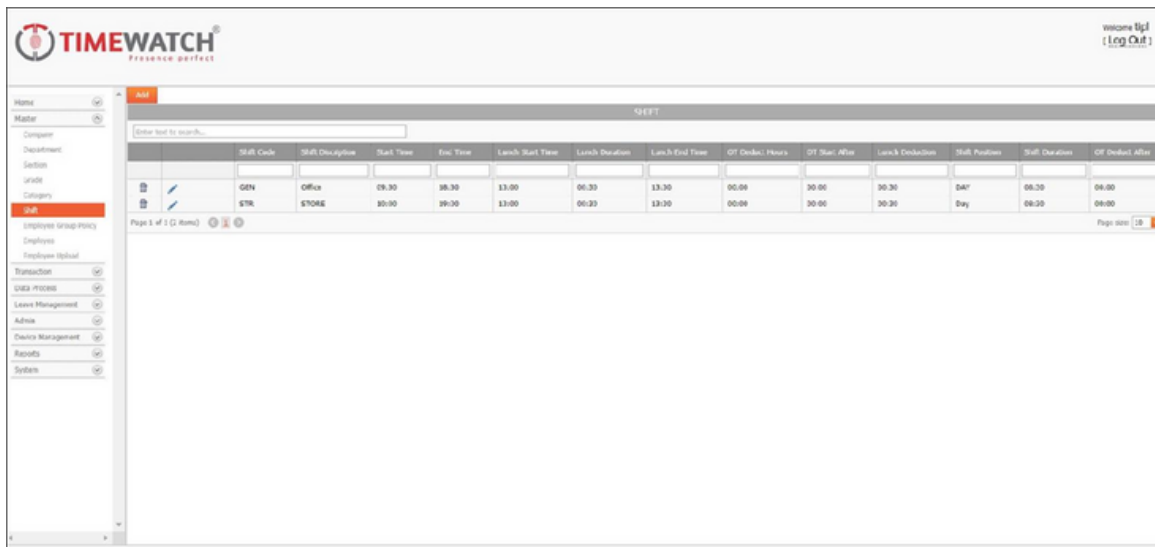 TIMEWATCH®
Presence perfect
Welcome tipl
[ Log Out ]
Home
Master
Company
Department
Section
Grade
Category
Shift
Employee Group Policy
Employee
Employee Upload
Transaction
Data Process
Leave Management
Admin
Device Management
Reports
System
Add
SHIFT
Enter text to search...
Shift Code Shift Discription Start Time End Time Lunch Start Time Lunch Duration Lunch End Time OT Deduct Hours OT Start After Lunch Deduction Shift Position Shift Duration OT Deduct After
GEN Office 09:30 18:30 13:00 00:30 13:30 00:00 00:00 00:30 DAY 08:30 00:00
STR STORE 10:00 19:00 13:00 00:30 13:30 00:00 00:00 00:30 Day 08:30 00:00
Page 1 of 1 (2 items) 1
Page size: 10